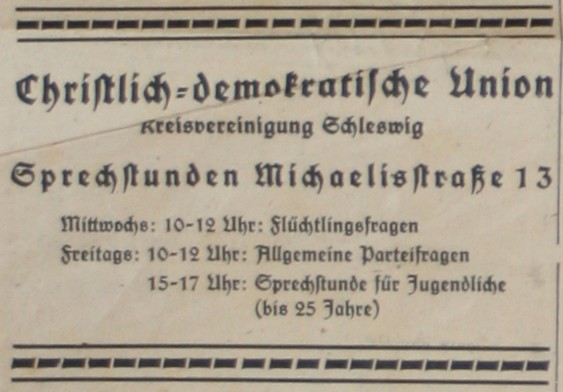 Christlich-demokratische Union
Kreisvereinigung Schleswig
Sprechstunden Michaelisstraße 13
Mittwochs: 10-12 Uhr: Flüchtlingsfragen
Freitags: 10-12 Uhr: Allgemeine Parteifragen
15-17 Uhr: Sprechstunde für Jugendliche
(bis 25 Jahre)